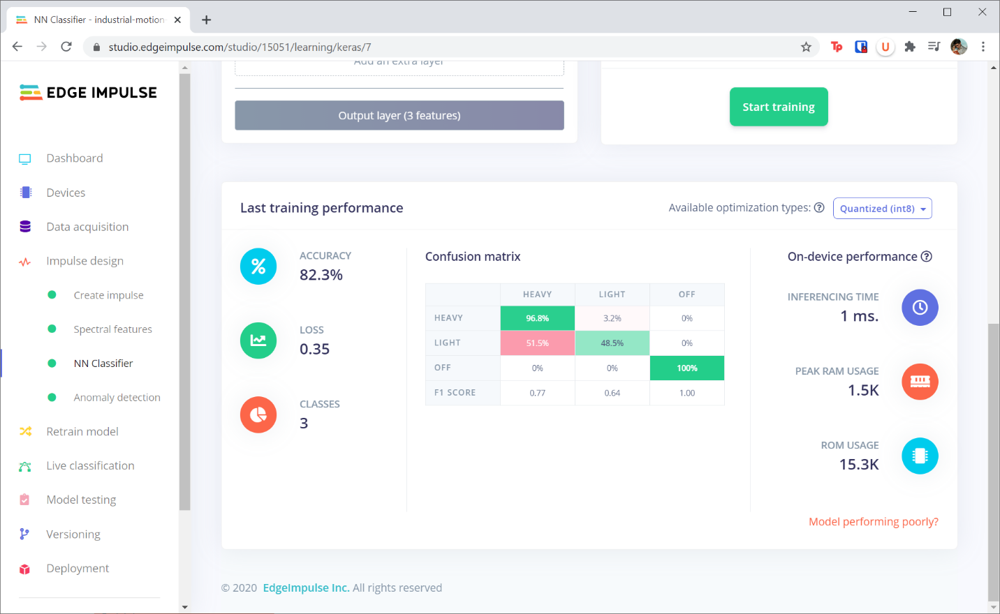 NN Classifier - industrial-motion-
studio.edgeimpulse.com/studio/15051/learning/keras/7
Tp
U
EDGE IMPULSE
Dashboard
Devices
Data acquisition
Impulse design
Create impulse
Spectral features
NN Classifier
Anomaly detection
Retrain model
Live classification
Model testing
Versioning
Deployment
Add an extra layer
Output layer (3 features)
Start training
Last training performance
Available optimization types: ?
Quantized (int8)
%
ACCURACY
82.3%
LOSS
0.35
CLASSES
3
Confusion matrix
HEAVY LIGHT OFF
HEAVY 96.8% 3.2% 0%
LIGHT 51.5% 48.5% 0%
OFF 0% 0% 100%
F1 SCORE 0.77 0.64 1.00
On-device performance ?
INFERENCING TIME
1 ms.
PEAK RAM USAGE
1.5K
ROM USAGE
15.3K
Model performing poorly?
© 2020 EdgeImpulse Inc. All rights reserved